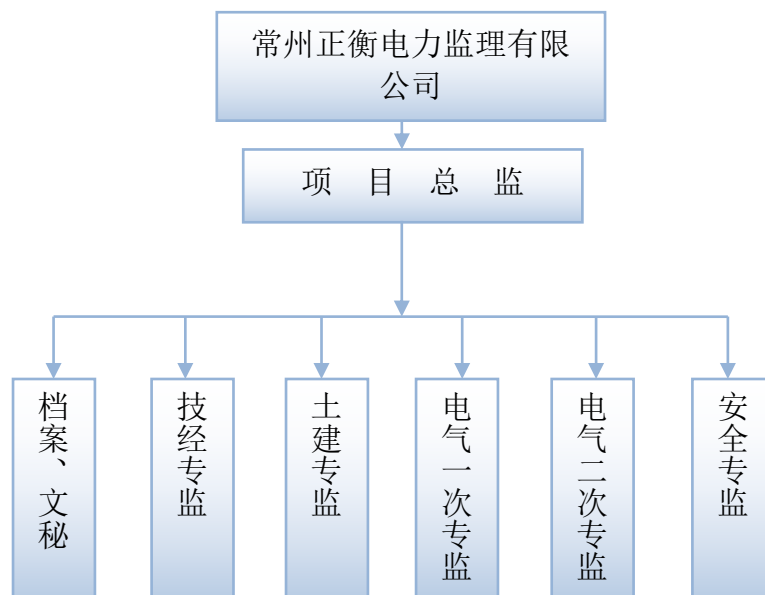 常州正衡电力监理有限
公司
项 目 总 监
档案、文秘
技经专监
土建专监
电气一次专监
电气二次专监
安全专监